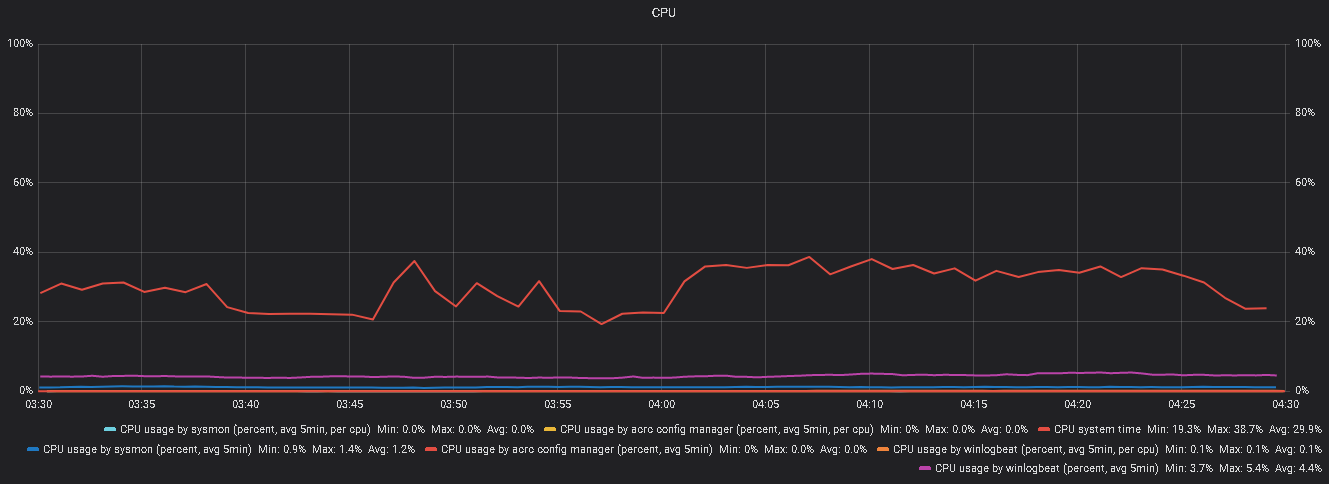 CPU
100% 100%
80% 80%
60% 60%
40% 40%
20% 20%
0% 0%
03:30 03:35 03:40 03:45 03:50 03:55 04:00 04:05 04:10 04:15 04:20 04:25 04:30
CPU usage by sysmon (percent, avg 5min, per cpu) Min: 0.0% Max: 0.0% Avg: 0.0% CPU usage by acrc config manager (percent, avg 5min, per cpu) Min: 0% Max: 0.0% Avg: 0.0% CPU system time Min: 19.3% Max: 38.7% Avg: 29.9%
CPU usage by sysmon (percent, avg 5min) Min: 0.9% Max: 1.4% Avg: 1.2% CPU usage by acrc config manager (percent, avg 5min) Min: 0% Max: 0.0% Avg: 0.0% CPU usage by winlogbeat (percent, avg 5min, per cpu) Min: 0.1% Max: 0.1% Avg: 0.1%
CPU usage by winlogbeat (percent, avg 5min) Min: 3.7% Max: 5.4% Avg: 4.4%